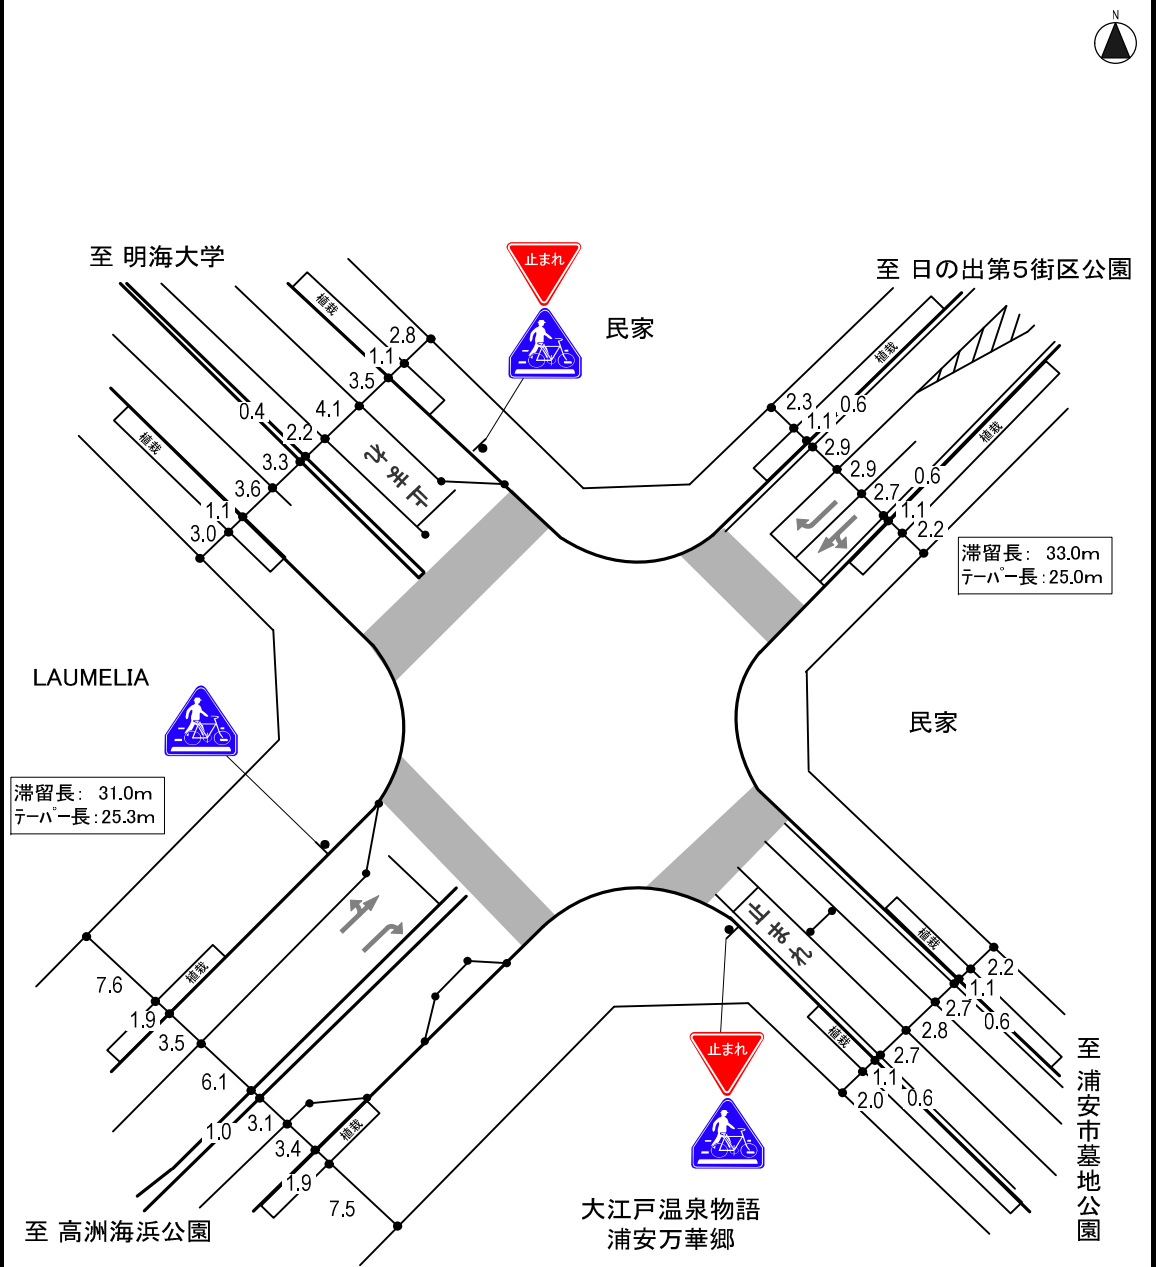 N
至 明海大学
止まれ
民家
至 日の出第5街区公園
植栽
2.8
1.1
3.5
4.1
0.4
2.2
3.3
3.6
1.1
3.0
植栽
止まれ
植栽
2.3
1.1
0.6
2.9
2.9
2.7
0.6
1.1
2.2
植栽
滞留長: 33.0m
テーパー長:25.0m
LAUMELIA
民家
滞留長: 31.0m
テーパー長:25.3m
7.6
1.9
3.5
6.1
1.0
3.1
3.4
1.9
7.5
植栽
植栽
止まれ
植栽
2.2
1.1
0.6
2.7
2.8
2.7
0.6
1.1
2.0
植栽
止まれ
至 浦安市墓地公園
至 高洲海浜公園
大江戸温泉物語
浦安万華郷